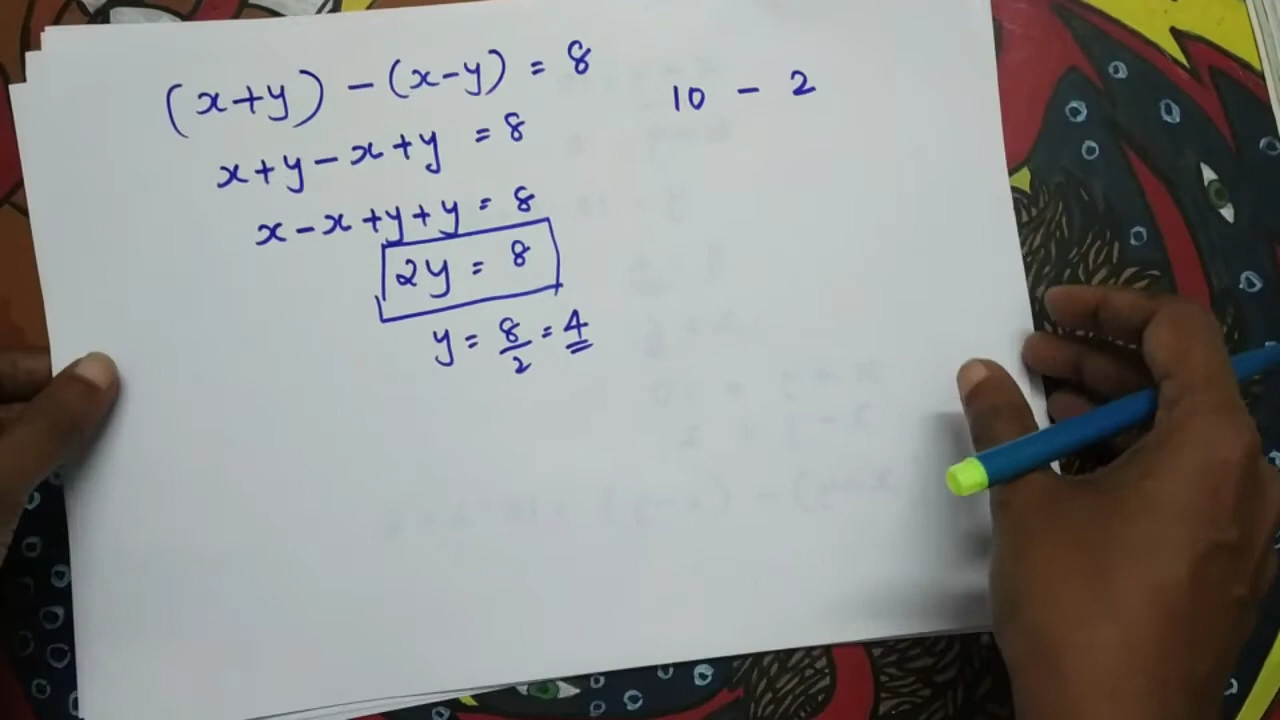 (x+y) - (x-y) = 8
10 - 2
x+y-x+y = 8
x-x+y+y = 8
2y = 8
y = 8/2 = 4